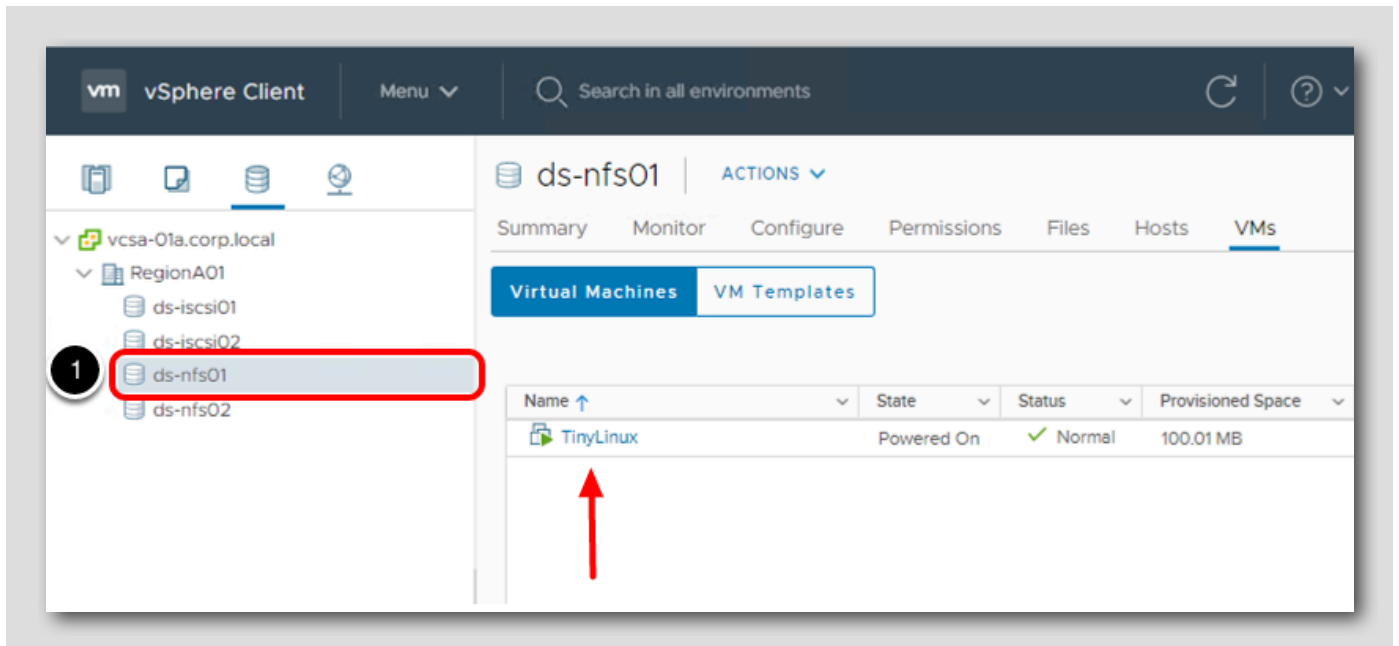 vm vSphere Client Menu Search in all environments
ds-nfs01 ACTIONS
Summary Monitor Configure Permissions Files Hosts VMs
vcsa-01a.corp.local
RegionA01
ds-iscsi01
ds-iscsi02
1 ds-nfs01
ds-nfs02
Virtual Machines VM Templates
Name State Status Provisioned Space
TinyLinux Powered On Normal 100.01 MB